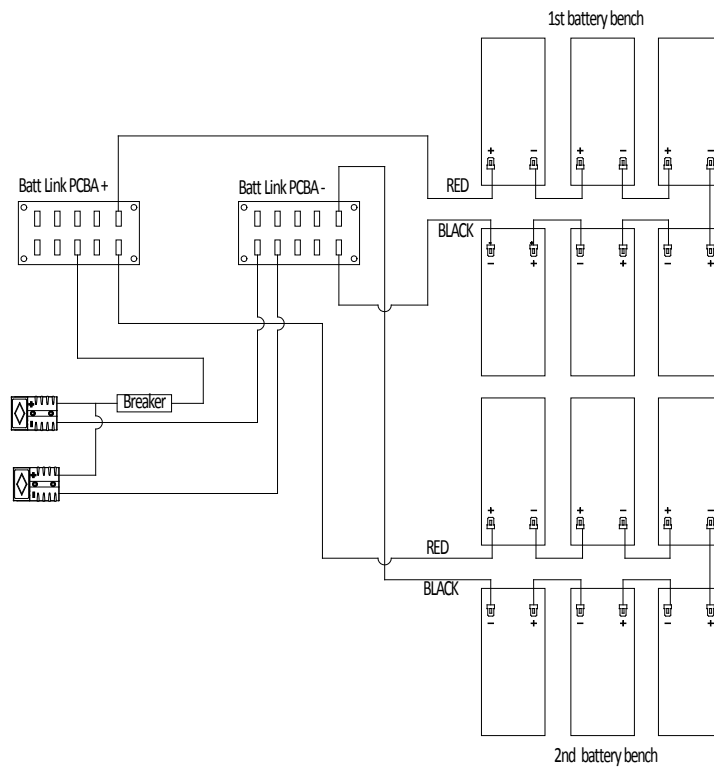 1st battery bench
+ - + - + -
Batt Link PCBA +
Batt Link PCBA -
RED
BLACK
- + - + - +
Breaker
+
-
+
-
+ - + - + -
RED
BLACK
- + - + - +
2nd battery bench